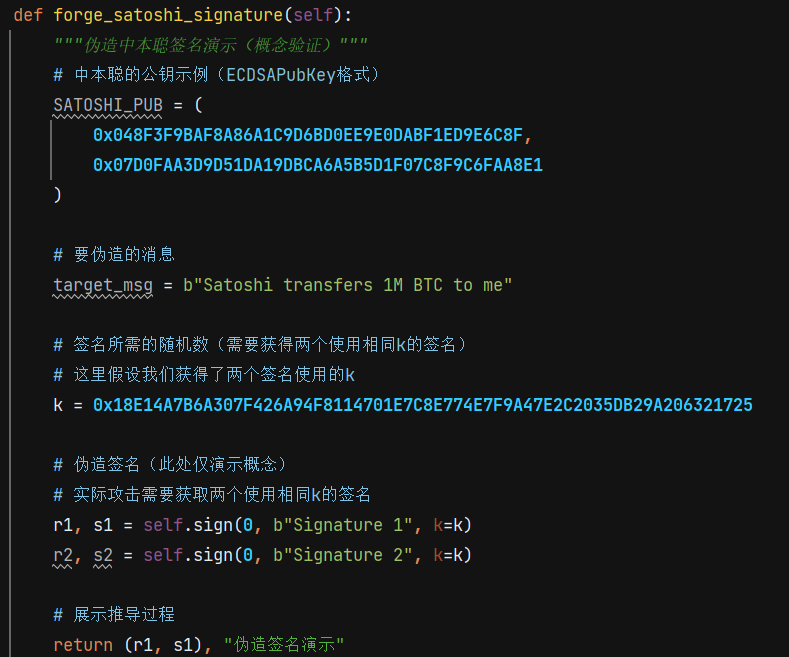 def forge_satoshi_signature(self):
    """伪造中本聪签名演示（概念验证）"""
    # 中本聪的公钥示例（ECDSAPubKey格式）
    SATOSHI_PUB = (
        0x048F3F9BAF8A86A1C9D6BD0EE9E0DABF1ED9E6C8F,
        0x07D0FAA3D9D51DA19DBCA6A5B5D1F07C8F9C6FAA8E1
    )
    # 要伪造的消息
    target_msg = b"Satoshi transfers 1M BTC to me"
    # 签名所需的随机数（需要获得两个使用相同k的签名）
    # 这里假设我们获得了两个签名使用的k
    k = 0x18E14A7B6A307F426A94F8114701E7C8E774E7F9A47E2C2035DB29A206321725
    # 伪造签名（此处仅演示概念）
    # 实际攻击需要获取两个使用相同k的签名
    r1, s1 = self.sign(0, b"Signature 1", k=k)
    r2, s2 = self.sign(0, b"Signature 2", k=k)
    # 展示推导过程
    return (r1, s1), "伪造签名演示"